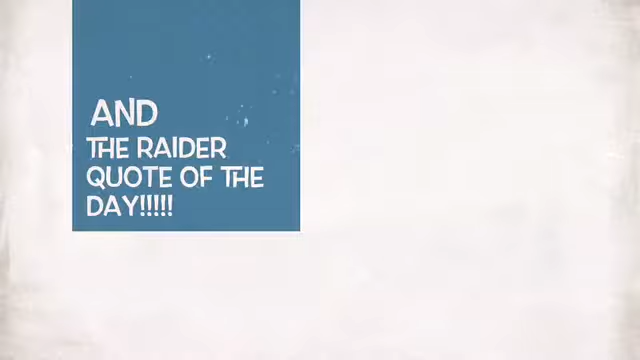 AND
THE RAIDER
QUOTE OF THE
DAY!!!!!